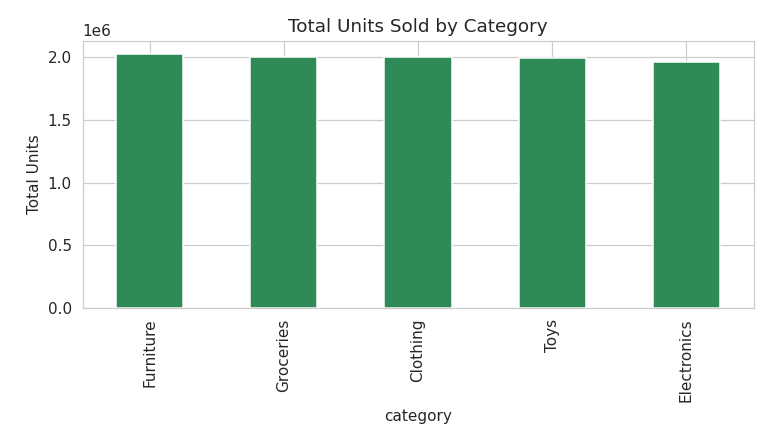 Total Units Sold by Category
1e6
Total Units
2.0
1.5
1.0
0.5
0.0
Furniture
Groceries
Clothing
Toys
Electronics
category